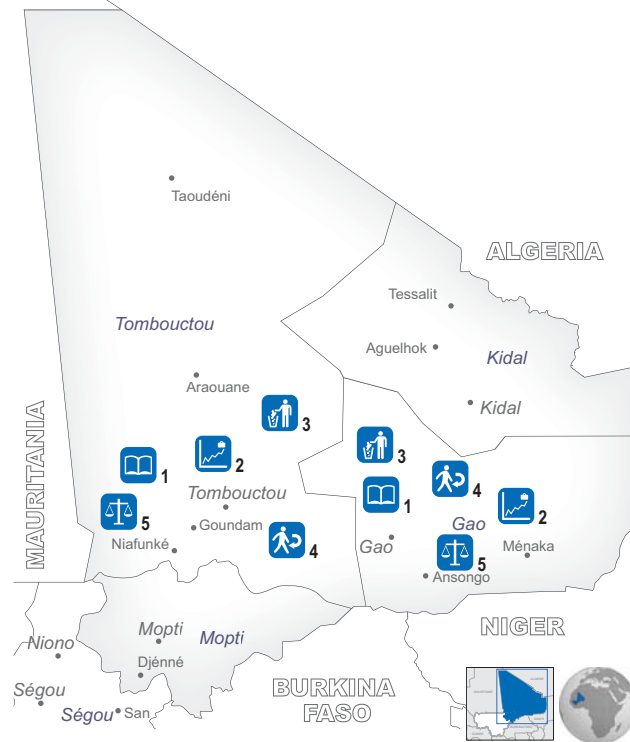 Taoudéni
ALGERIA
Tessalit
Tombouctou
Aguelhok
Kidal
Araouane
Kidal
MAURITANIA
3
3
2
1
4
1
Tombouctou
2
5
Gao
Goundam
4
Niafunké
Gao
5
Ménaka
Ansongo
NIGER
Mopti
Mopti
Niono
Djénné
BURKINA
FASO
Ségou
Ségou
San